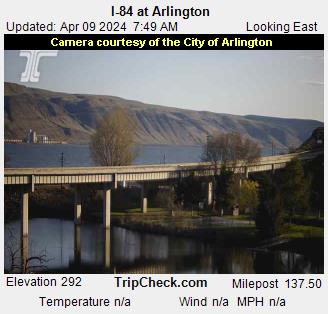 I-84 at Arlington
Updated: Apr 09 2024 7:49 AM Looking East
Camera courtesy of the City of Arlington
Elevation 292 TripCheck.com Milepost 137.50
Temperature n/a Wind n/a MPH n/a